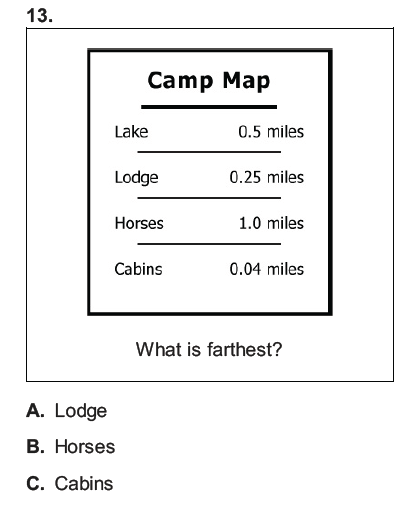 13.
Camp Map
Lake 0.5 miles
Lodge 0.25 miles
Horses 1.0 miles
Cabins 0.04 miles
What is farthest?
A. Lodge
B. Horses
C. Cabins